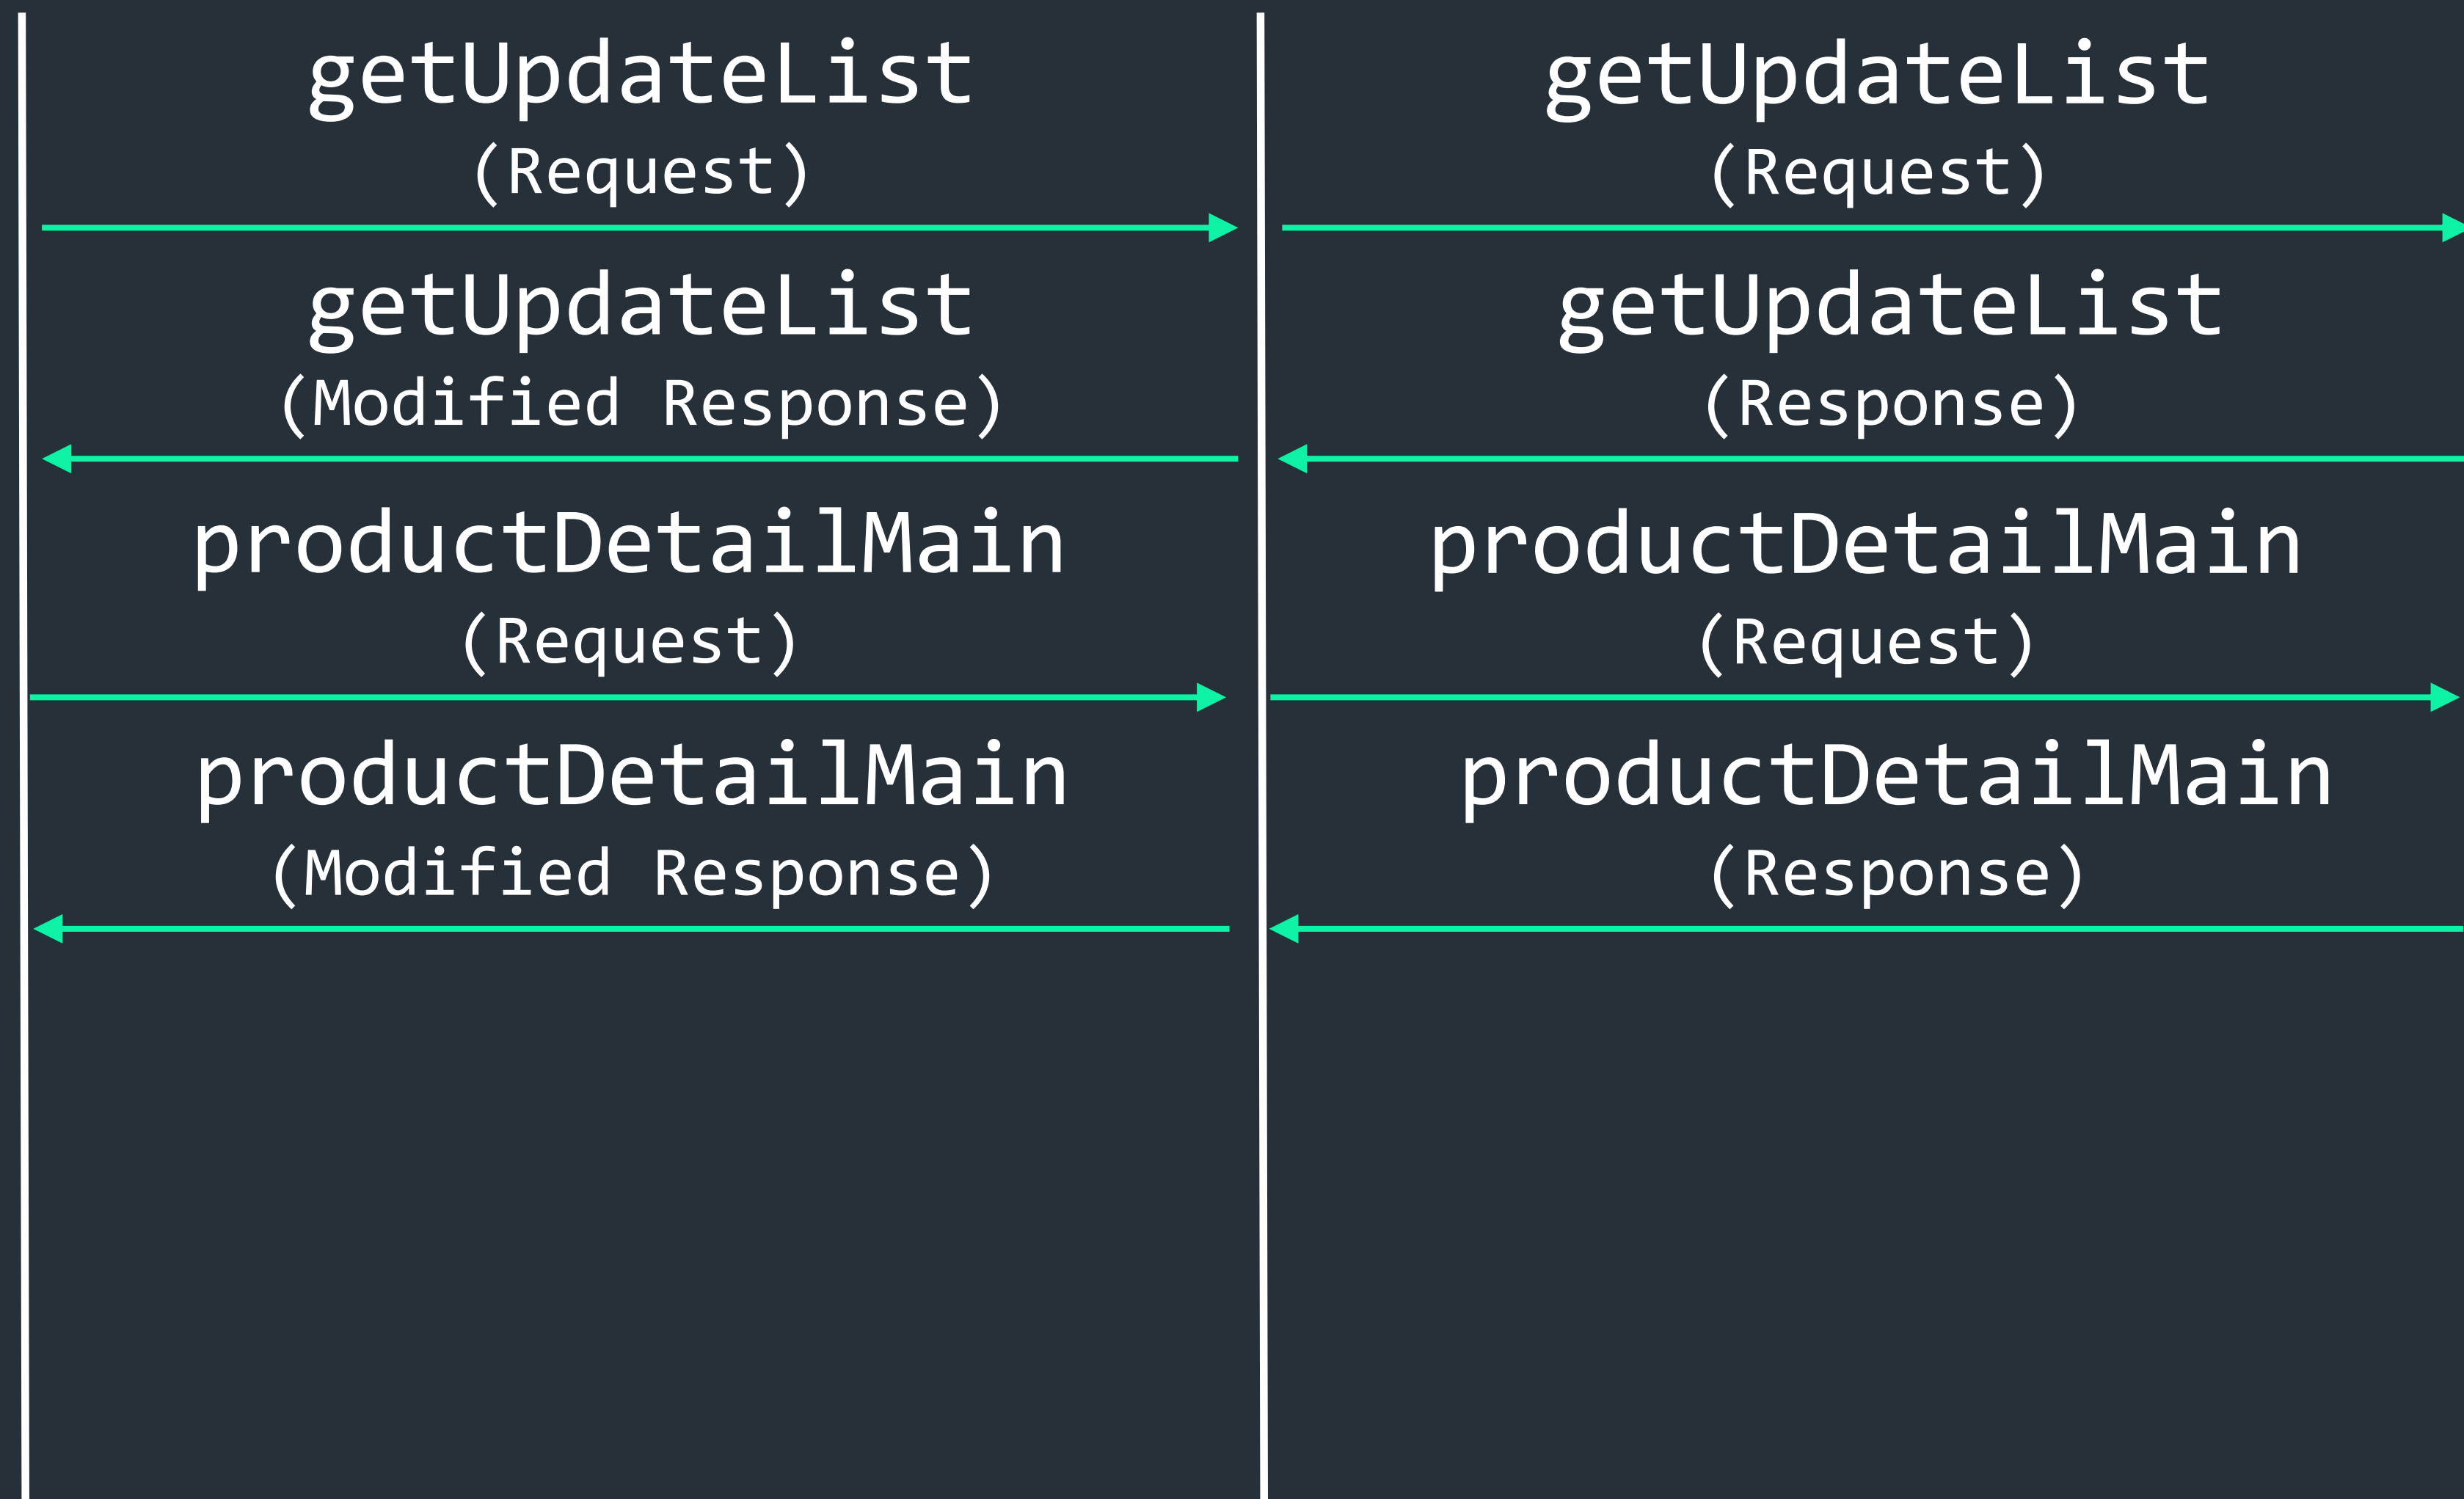 getUpdateList
(Request)
getUpdateList
(Request)
getUpdateList
(Modified Response)
getUpdateList
(Response)
productDetailMain
(Request)
productDetailMain
(Request)
productDetailMain
(Modified Response)
productDetailMain
(Response)